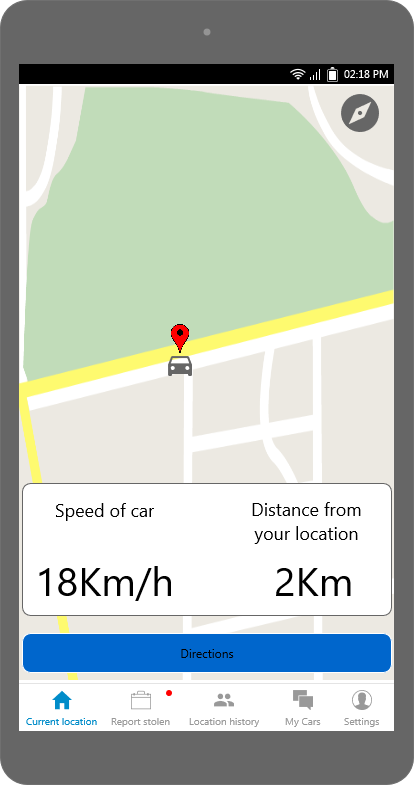 02:18 PM
Speed of car
Distance from
your location
18Km/h
2Km
Directions
Current location
Report stolen
Location history
My Cars
Settings